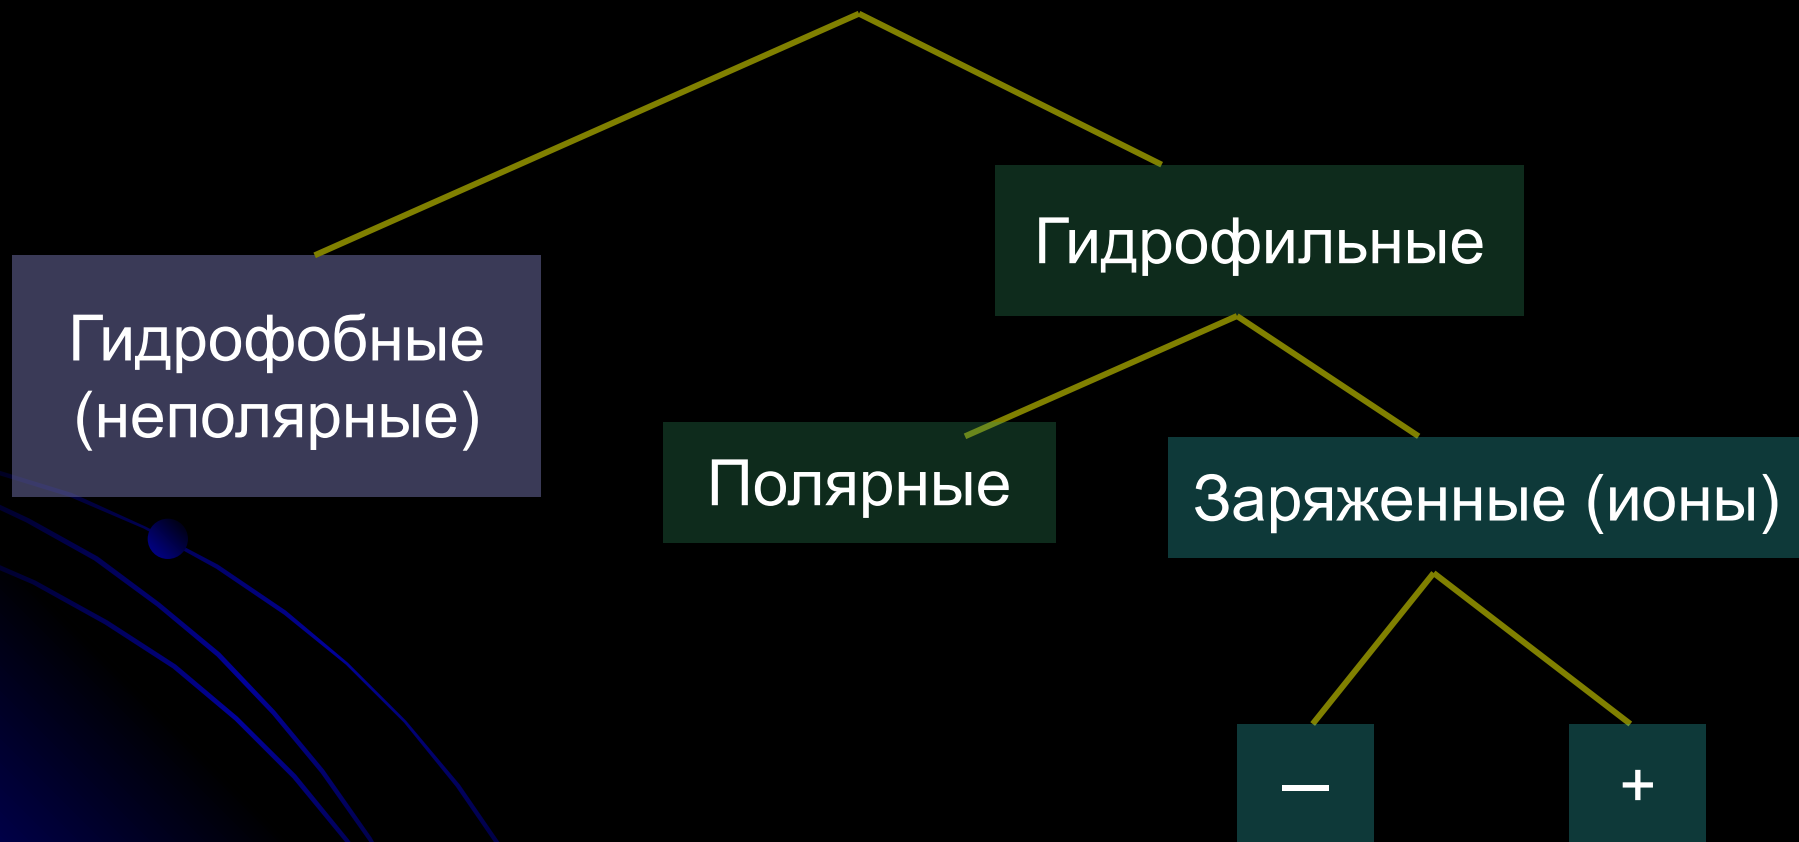 Гидрофильные
Гидрофобные
(неполярные)
Полярные
Заряженные (ионы)
—
+